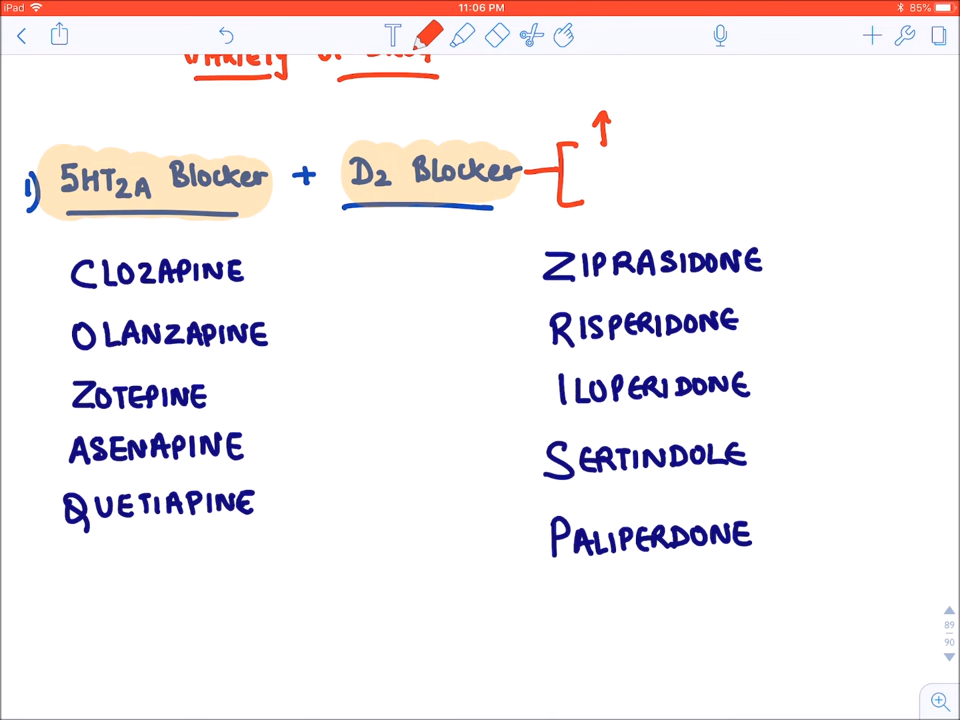 iPad 11:06 PM 85%
T
1) 5HT2A Blocker + D2 Blocker
CLOZAPINE
OLANZAPINE
ZOTEPINE
ASENAPINE
QUETIAPINE
ZIPRASIDONE
RISPERIDONE
ILOPERIDONE
SERTINDOLE
PALIPERDONE
89
90